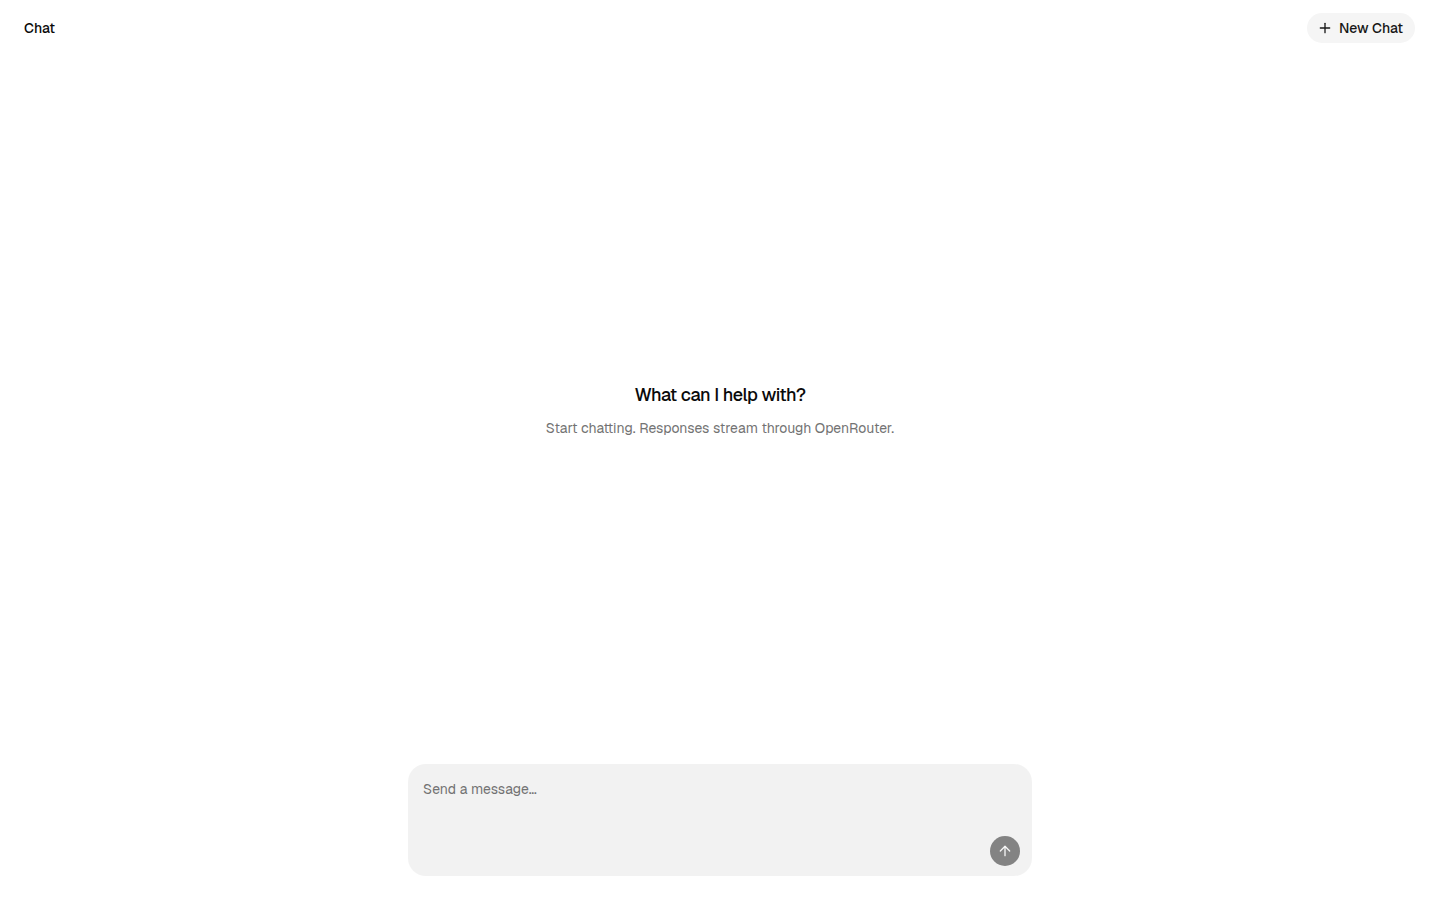 Chat
New Chat
What can I help with?
Start chatting. Responses stream through OpenRouter.
Send a message…